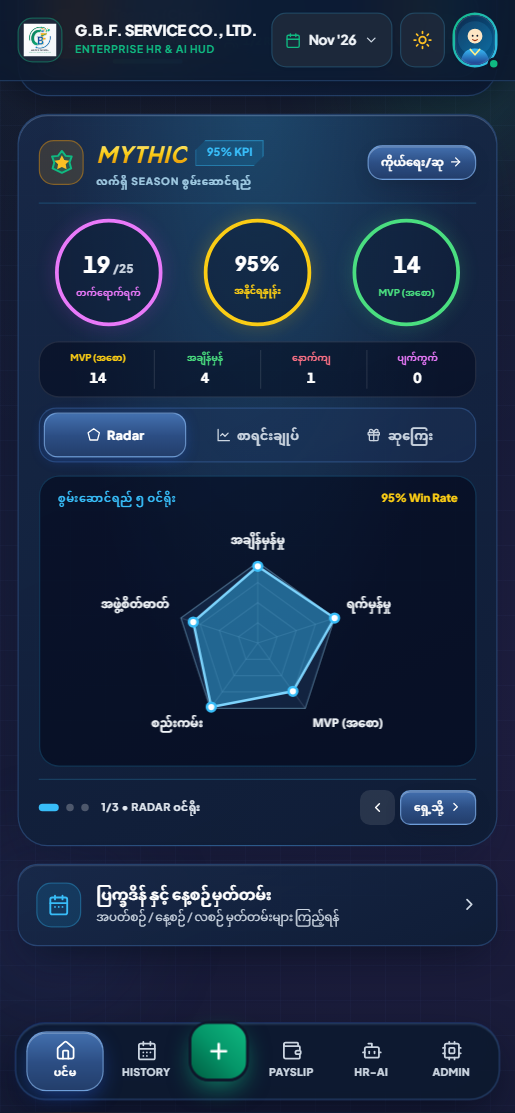 G.B.F. SERVICE CO., LTD.
ENTERPRISE HR & AI HUD
Nov '26
MYTHIC
95% KPI
လက်ရှိ SEASON စွမ်းဆောင်ရည်
ကိုယ်ရေး/ဆု →
19 /25
တက်ရောက်ရက်
95%
အနိုင်ရနှုန်း
14
MVP (အစော)
MVP (အစော)
14
အချိန်မှန်
4
နောက်ကျ
1
ပျက်ကွက်
0
Radar
စာရင်းချုပ်
ဆုကြေး
စွမ်းဆောင်ရည် ၅ ဝင်ရိုး
95% Win Rate
အချိန်မှန်မှု
အဖွဲ့စိတ်ဓာတ်
ရက်မှန်မှု
စည်းကမ်း
MVP (အစော)
1/3 • RADAR ဝင်ရိုး
ရှေ့သို့
ပြက္ခဒိန် နှင့် နေ့စဉ်မှတ်တမ်း
အပတ်စဉ် / နေ့စဉ် / လစဉ် မှတ်တမ်းများ ကြည့်ရန်
ပင်မ
HISTORY
PAYSLIP
HR-AI
ADMIN